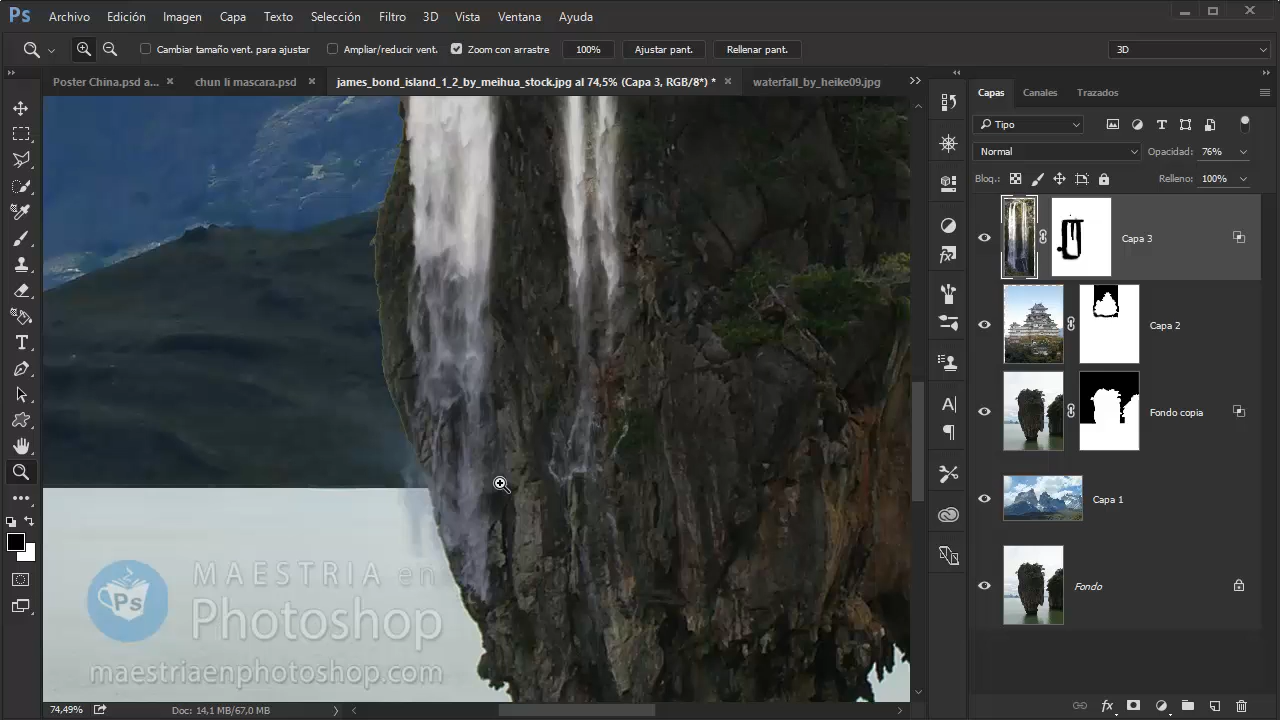 Ps Archivo Edición Imagen Capa Texto Selección Filtro 3D Vista Ventana Ayuda
Cambiar tamaño vent. para ajustar Ampliar/reducir vent. Zoom con arrastre 100% Ajustar pant. Rellenar pant. 3D
Poster China.psd a... × chun li mascara.psd × james_bond_island_1_2_by_meihua_stock.jpg al 74,5% (Capa 3, RGB/8*) * × waterfall_by_heike09.jpg
Capas Canales Trazados
Tipo
Normal Opacidad: 76%
Bloq.: Relleno: 100%
Capa 3
Capa 2
Fondo copia
Capa 1
Fondo
MAESTRIA en
Ps Photoshop
maestriaenphotoshop.com
74,49% Doc: 14,1 MB/67,0 MB